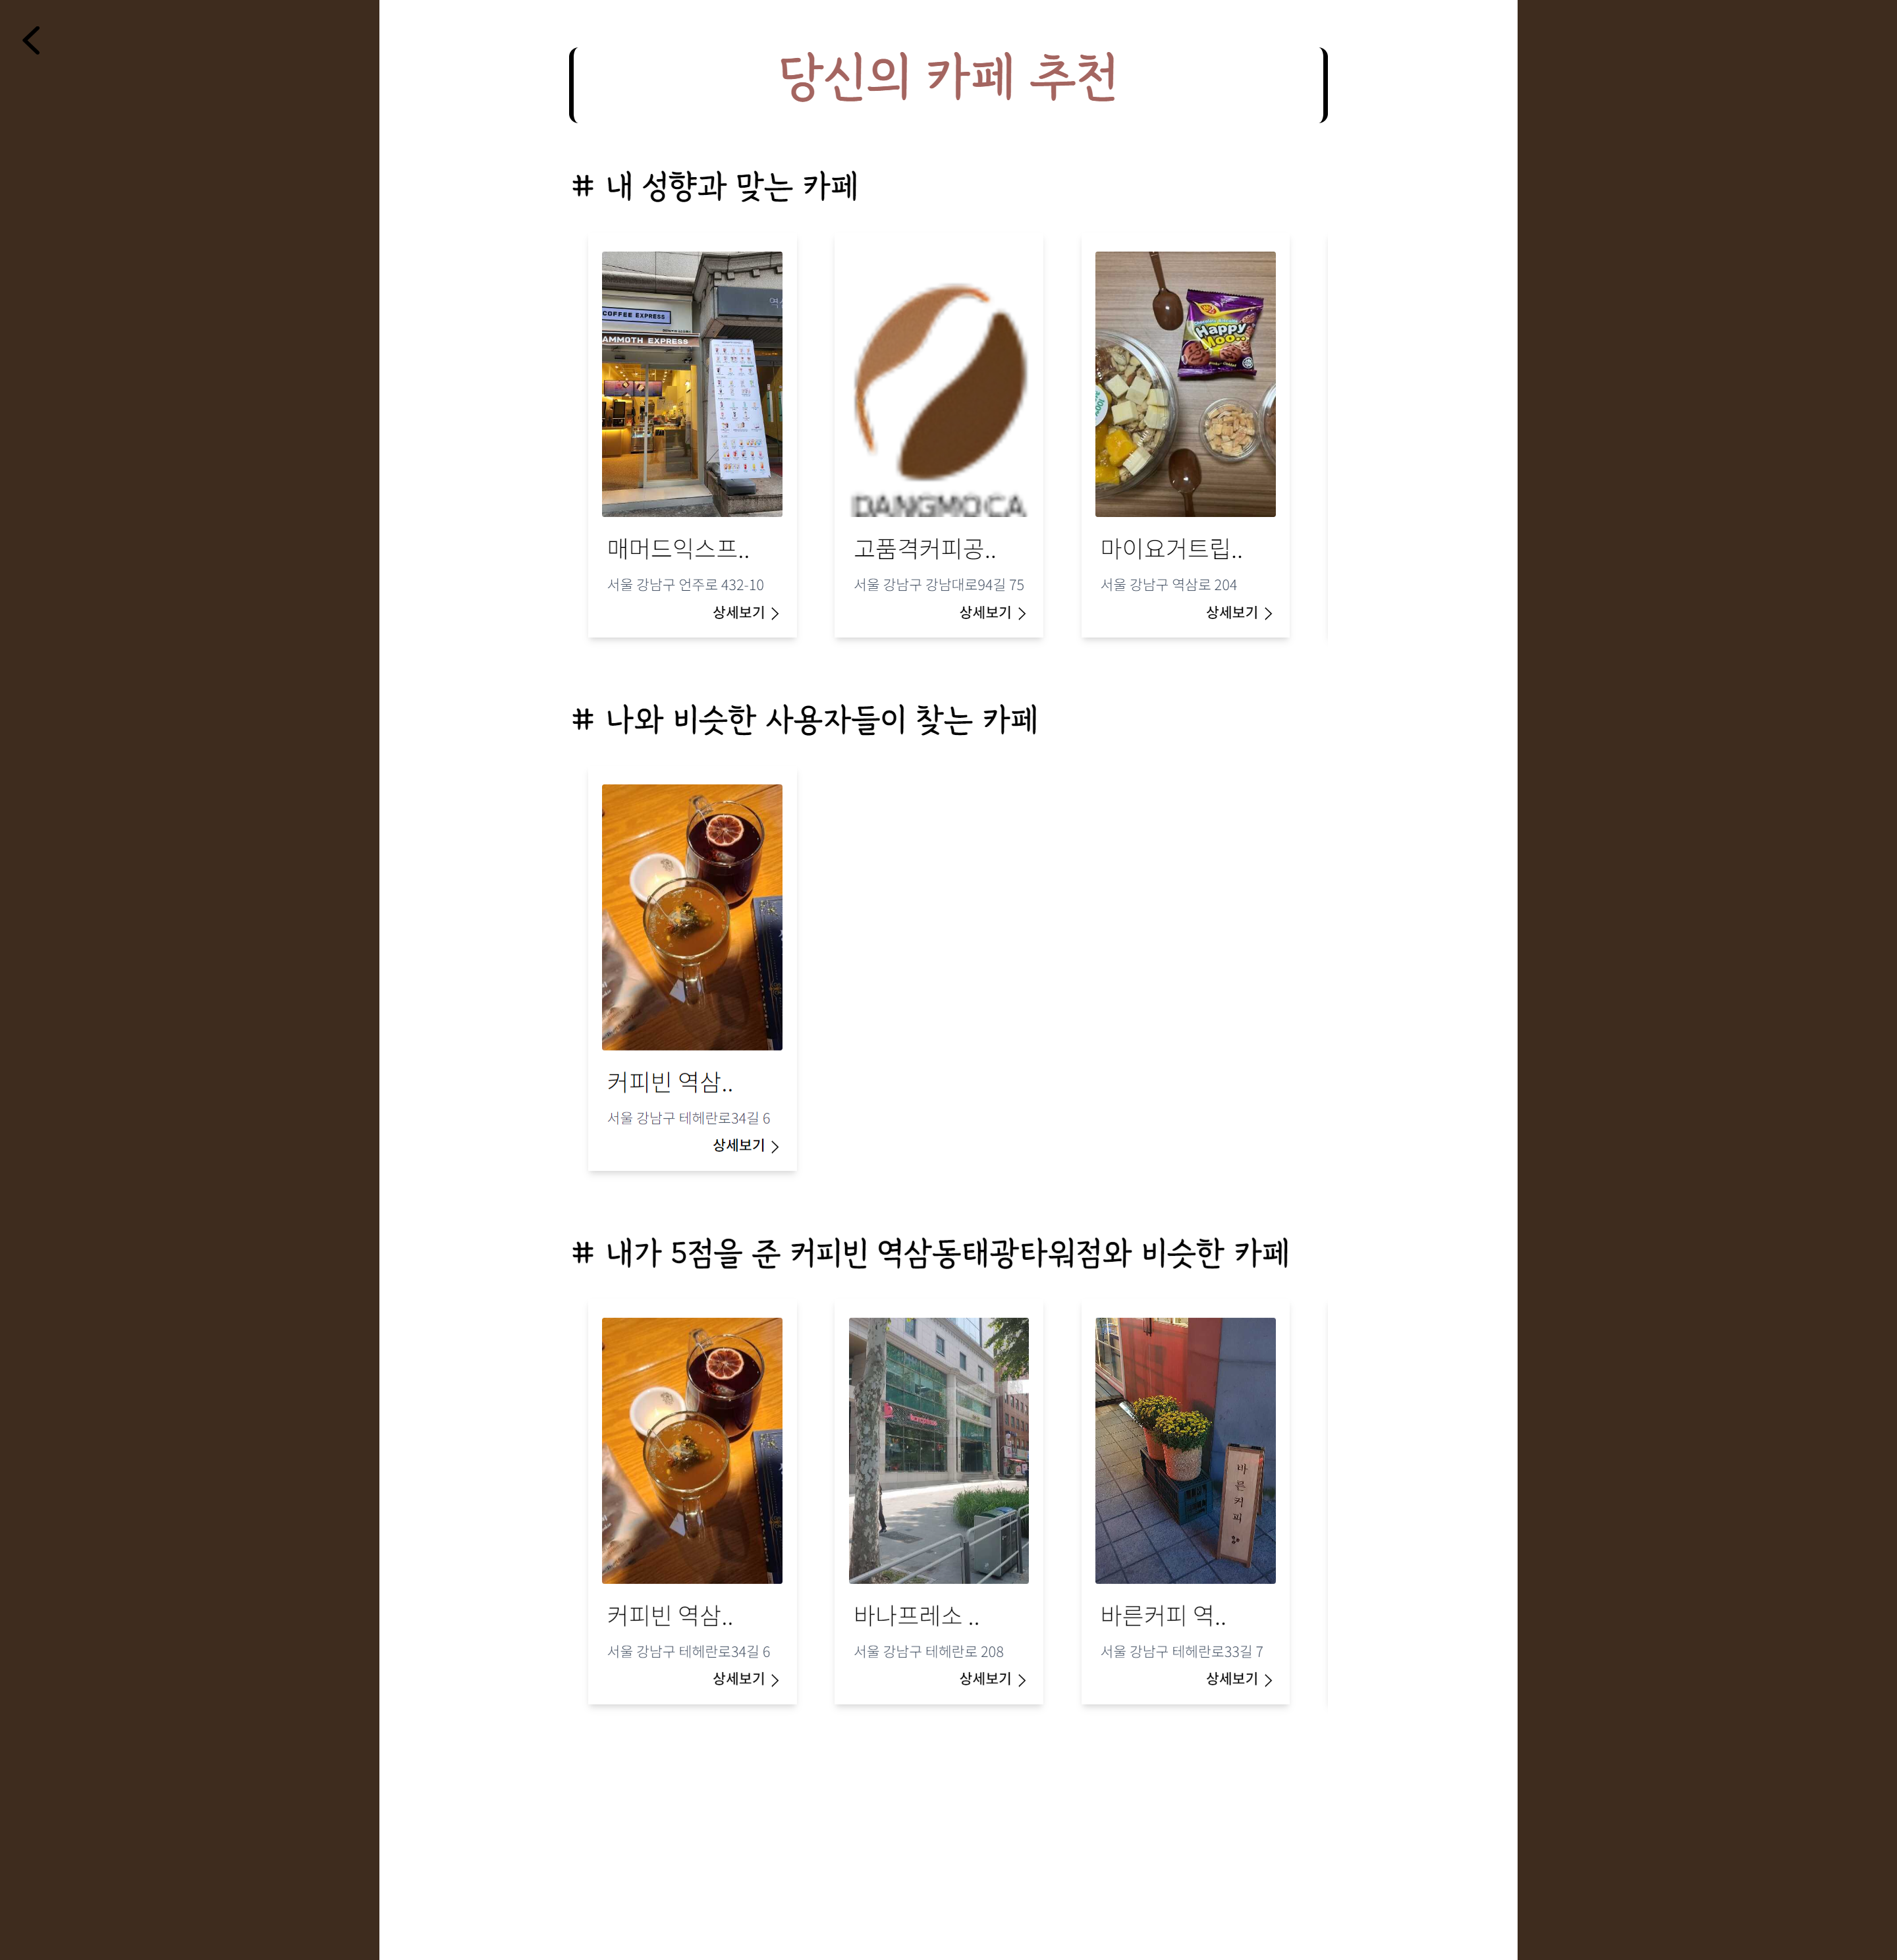 당신의 카페 추천
# 내 성향과 맞는 카페
COFFEE EXPRESS
AMMOTH EXPRESS
Happy
Moo..
DANGMOCA
매머드익스프..
서울 강남구 언주로 432-10
상세보기 >
고품격커피공..
서울 강남구 강남대로94길 75
상세보기 >
마이요거트립..
서울 강남구 역삼로 204
상세보기 >
# 나와 비슷한 사용자들이 찾는 카페
커피빈 역삼..
서울 강남구 테헤란로34길 6
상세보기 >
# 내가 5점을 준 커피빈 역삼동태광타워점와 비슷한 카페
바른커피
커피빈 역삼..
서울 강남구 테헤란로34길 6
상세보기 >
바나프레소 ..
서울 강남구 테헤란로 208
상세보기 >
바른커피 역..
서울 강남구 테헤란로33길 7
상세보기 >